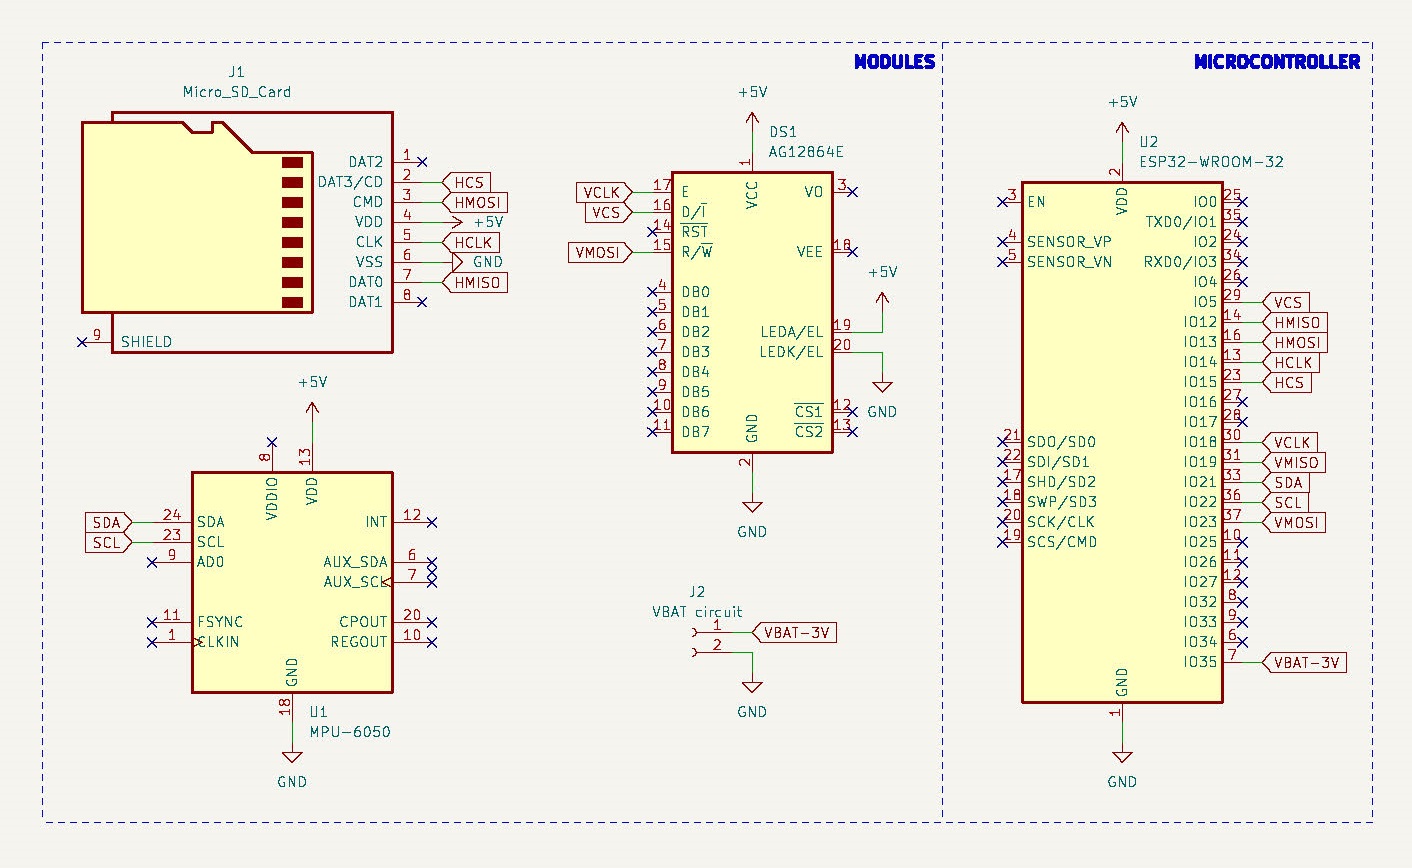 MODULES
MICROCONTROLLER
J1
Micro_SD_Card
DAT2 1
DAT3/CD 2 HCS
CMD 3 HMOSI
VDD 4 +5V
CLK 5 HCLK
VSS 6 GND
DAT0 7 HMISO
DAT1 8
9 SHIELD
+5V
8 VDDIO
13 VDD
SDA 24 SDA
SCL 23 SCL
9 AD0
11 FSYNC
1 CLKIN
INT 12
AUX_SDA 6
AUX_SCL 7
CPOUT 20
REGOUT 10
GND 18
U1
MPU-6050
GND
+5V
DS1
AG12864E
1 VCC
VCLK 17 E
VCS 16 D/I
14 RST
VMOSI 15 R/W
4 DB0
5 DB1
6 DB2
7 DB3
8 DB4
9 DB5
10 DB6
11 DB7
VO 3
VEE 18
+5V
LEDA/EL 19
LEDK/EL 20
GND
CS1 12
CS2 13
GND 2
GND
J2
VBAT circuit
1 VBAT-3V
2
GND
+5V
U2
ESP32-WROOM-32
2 VDD
3 EN
4 SENSOR_VP
5 SENSOR_VN
21 SDO/SD0
22 SDI/SD1
17 SHD/SD2
18 SWP/SD3
20 SCK/CLK
19 SCS/CMD
IO0 25
TXD0/IO1 35
IO2 24
RXD0/IO3 34
IO4 26
IO5 29 VCS
IO12 14 HMISO
IO13 16 HMOSI
IO14 13 HCLK
IO15 23 HCS
IO16 27
IO17 28
IO18 30 VCLK
IO19 31 VMISO
IO21 33 SDA
IO22 36 SCL
IO23 37 VMOSI
IO25 10
IO26 11
IO27 12
IO32 8
IO33 9
IO34 6
IO35 7 VBAT-3V
GND 1
GND